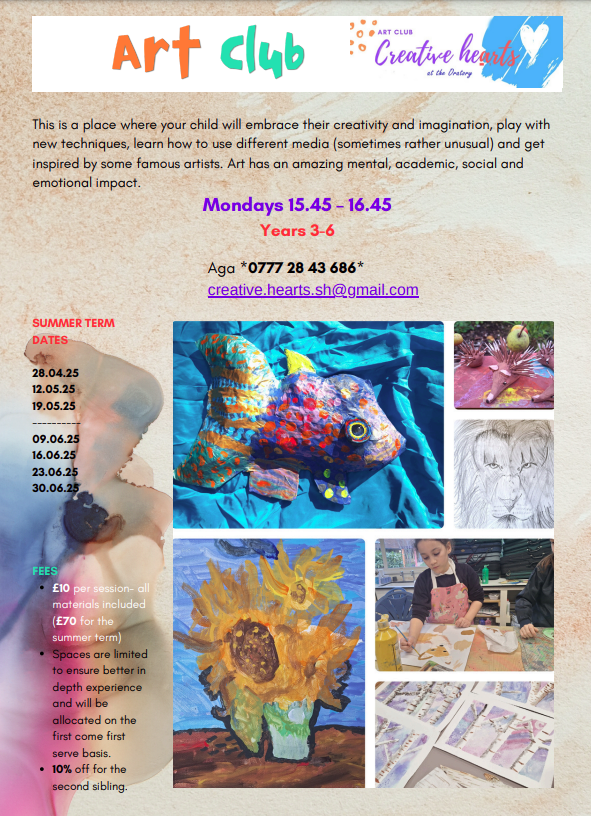 Art Club
ART CLUB
Creative hearts
at the Oratory
This is a place where your child will embrace their creativity and imagination, play with
new techniques, learn how to use different media (sometimes rather unusual) and get
inspired by some famous artists. Art has an amazing mental, academic, social and
emotional impact.
Mondays 15.45 – 16.45
Years 3-6
Aga *0777 28 43 686*
creative.hearts.sh@gmail.com
SUMMER TERM
DATES
28.04.25
12.05.25
19.05.25
----------
09.06.25
16.06.25
23.06.25
30.06.25
FEES
• £10 per session- all
materials included
(£70 for the
summer term)
• Spaces are limited
to ensure better in
depth experience
and will be
allocated on the
first come first
serve basis.
• 10% off for the
second sibling.